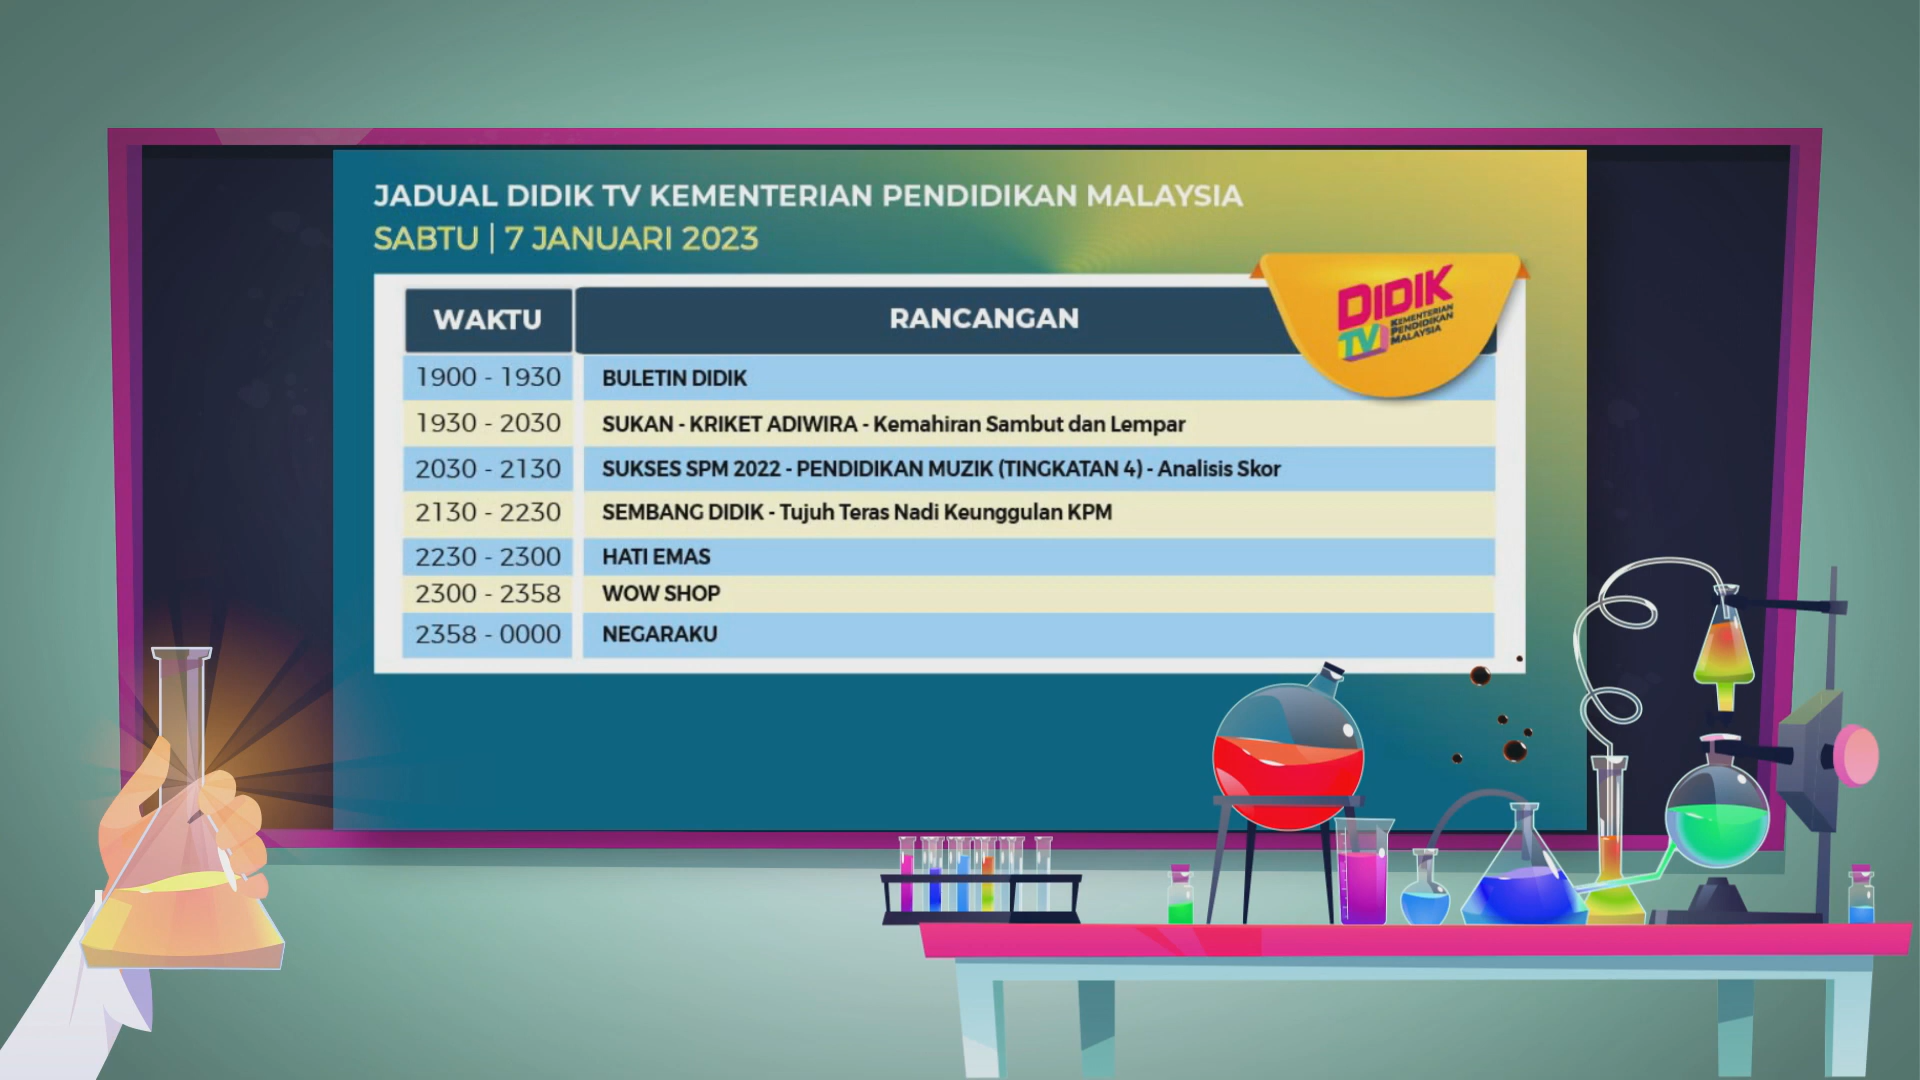 JADUAL DIDIK TV KEMENTERIAN PENDIDIKAN MALAYSIA
SABTU | 7 JANUARI 2023
DIDIK
TV KEMENTERIAN
PENDIDIKAN
MALAYSIA
WAKTU RANCANGAN
1900 - 1930 BULETIN DIDIK
1930 - 2030 SUKAN - KRIKET ADIWIRA - Kemahiran Sambut dan Lempar
2030 - 2130 SUKSES SPM 2022 - PENDIDIKAN MUZIK (TINGKATAN 4) - Analisis Skor
2130 - 2230 SEMBANG DIDIK - Tujuh Teras Nadi Keunggulan KPM
2230 - 2300 HATI EMAS
2300 - 2358 WOW SHOP
2358 - 0000 NEGARAKU